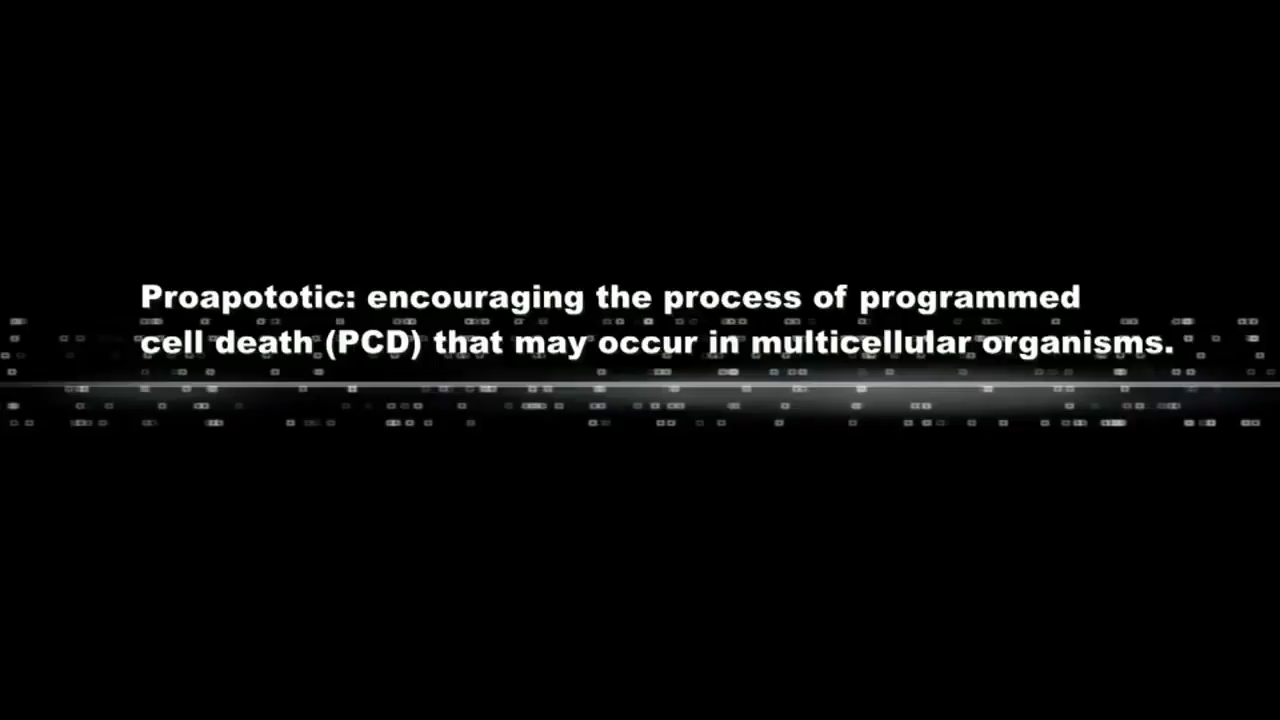 Proapototic: encouraging the process of programmed
cell death (PCD) that may occur in multicellular organisms.